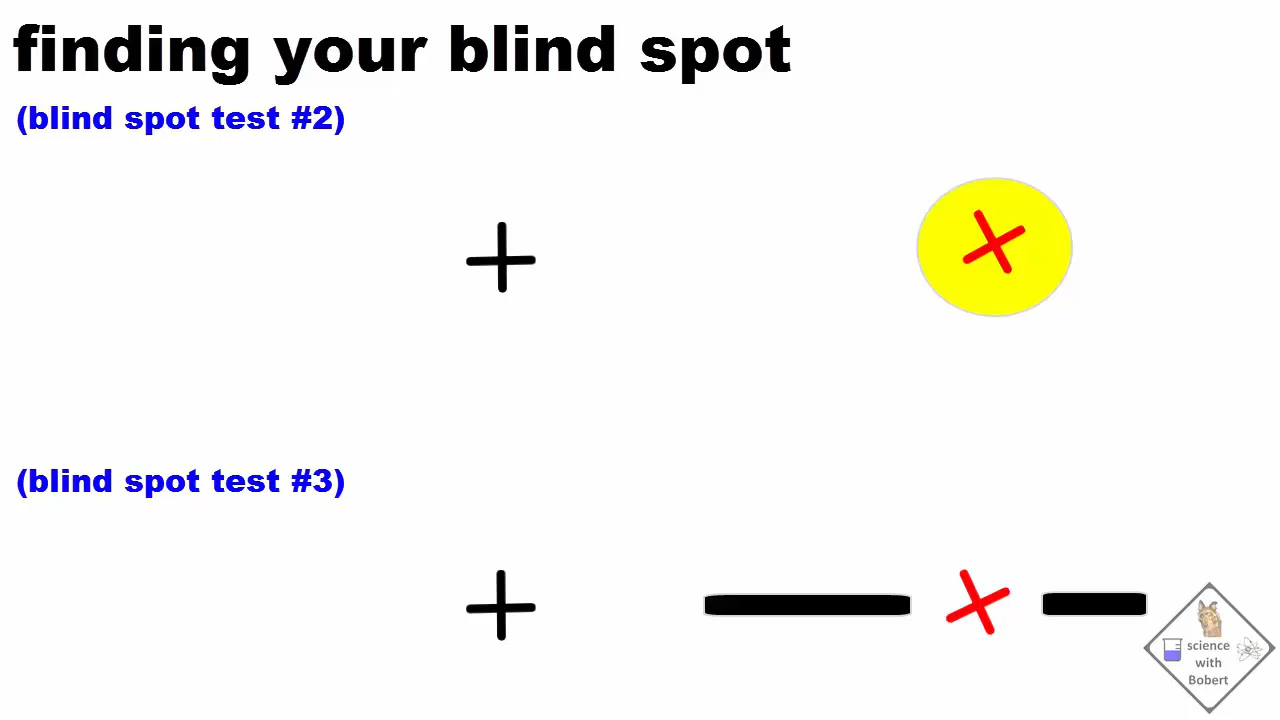 finding your blind spot
(blind spot test #2)
(blind spot test #3)
science
with
Bobert